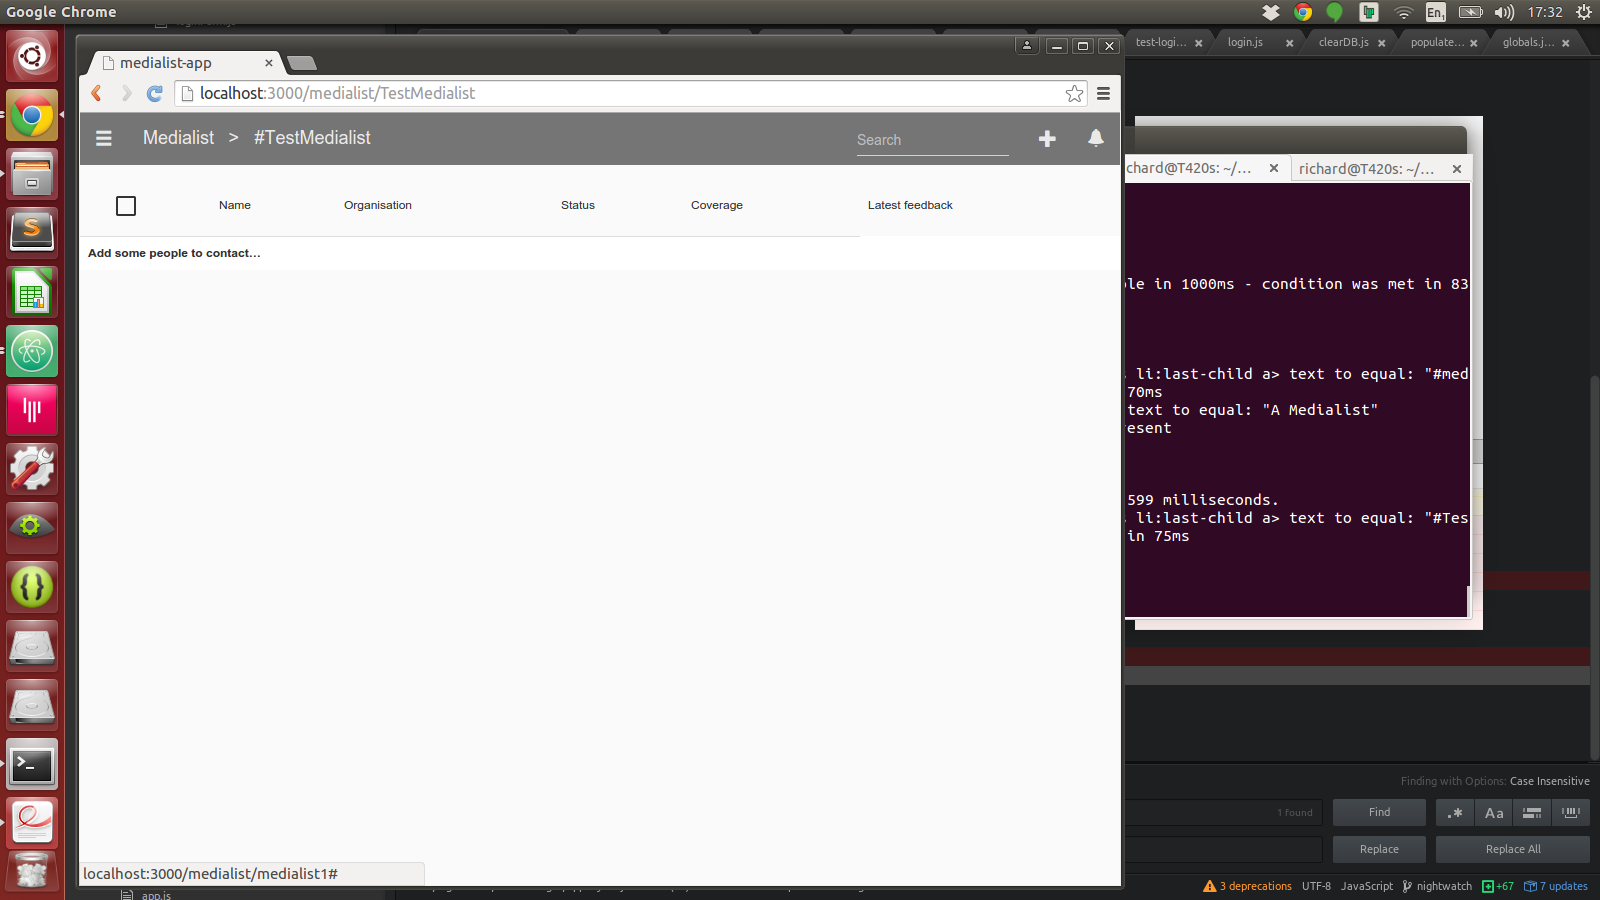 Google Chrome
En1
17:32
medialist-app
localhost:3000/medialist/TestMedialist
Medialist > #TestMedialist
Search
Name Organisation Status Coverage Latest feedback
Add some people to contact...
localhost:3000/medialist/medialist1#
test-logi... login.js clearDB.js populate... globals.j...
chard@T420s: ~/... richard@T420s: ~/...
le in 1000ms - condition was met in 83
li:last-child a> text to equal: "#med
70ms
text to equal: "A Medialist"
esent
599 milliseconds.
li:last-child a> text to equal: "#Tes
in 75ms
Finding with Options: Case Insensitive
1 found Find .* Aa
Replace Replace All
app.js
3 deprecations UTF-8 JavaScript nightwatch +67 7 updates